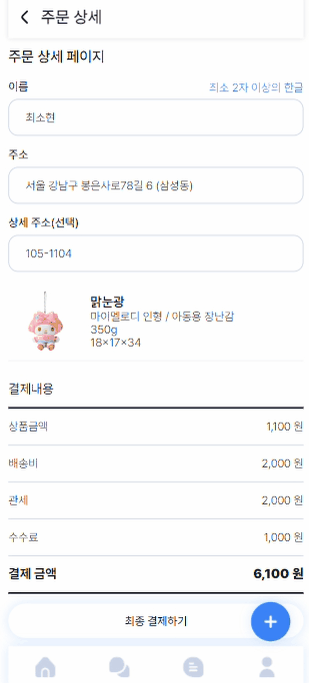 주문 상세
주문 상세 페이지
이름 최소 2자 이상의 한글
최소현
주소
서울 강남구 봉은사로78길 6 (삼성동)
상세 주소(선택)
105-1104
맑눈광
마이멜로디 인형 / 아동용 장난감
350g
18×17×34
결제내용
상품금액 1,100 원
배송비 2,000 원
관세 2,000 원
수수료 1,000 원
결제 금액 6,100 원
최종 결제하기